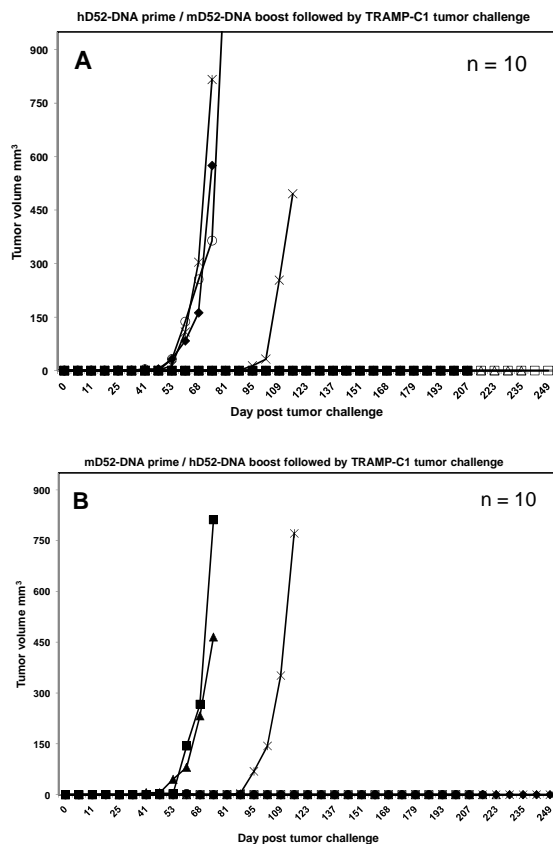 hD52-DNA prime / mD52-DNA boost followed by TRAMP-C1 tumor challenge
A
n = 10
900
750
600
450
300
150
0
Tumor volume mm³
0 11 25 41 53 68 81 95 109 123 137 151 165 179 193 207 221 235 249
Day post tumor challenge
mD52-DNA prime / hD52-DNA boost followed by TRAMP-C1 tumor challenge
B
n = 10
900
750
600
450
300
150
0
Tumor volume mm³
0 11 25 41 53 68 81 95 109 123 137 151 165 179 193 207 221 235 249
Day post tumor challenge